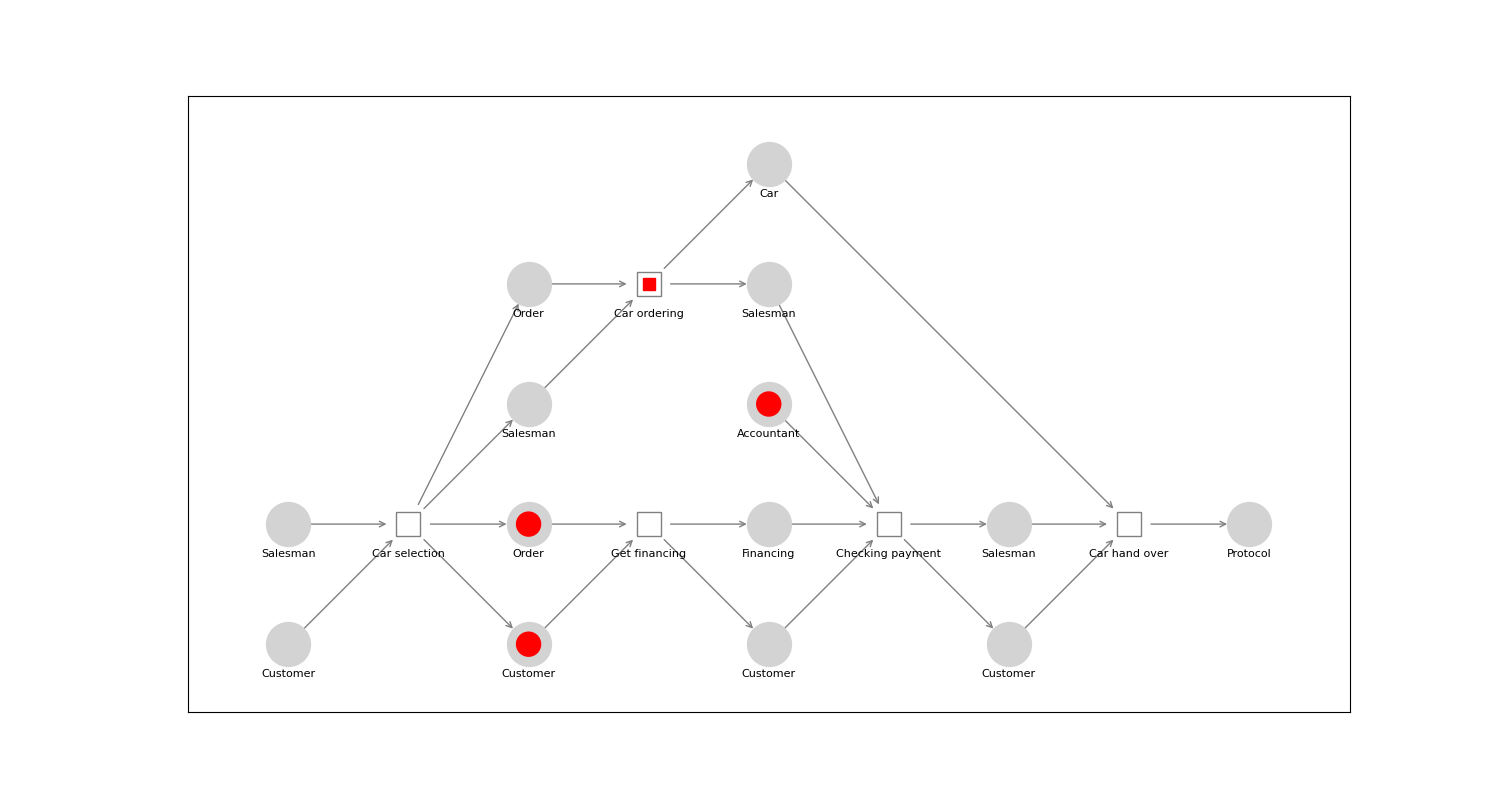 Car
Order
Car ordering
Salesman
Salesman
Accountant
Salesman
Car selection
Order
Get financing
Financing
Checking payment
Salesman
Car hand over
Protocol
Customer
Customer
Customer
Customer